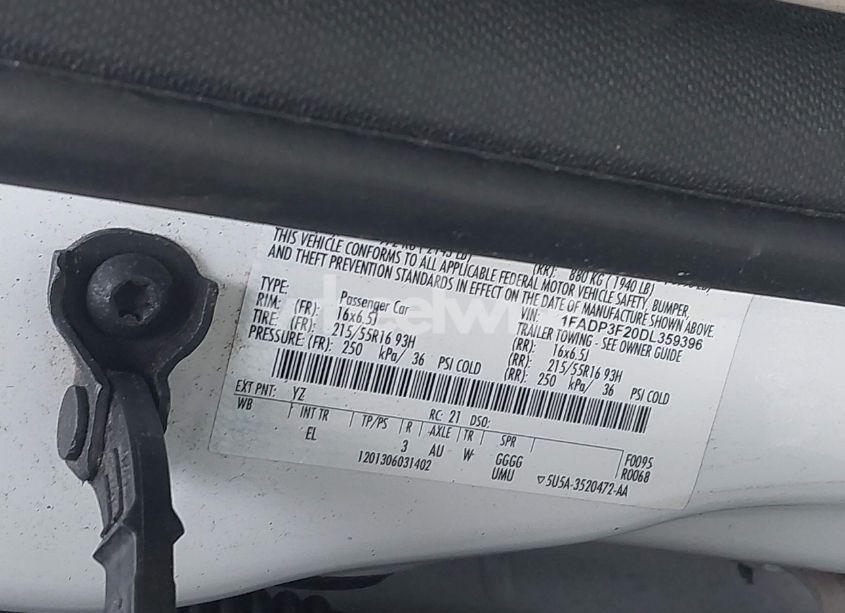 THIS VEHICLE CONFORMS TO ALL APPLICABLE FEDERAL MOTOR VEHICLE SAFETY, BUMPER,
AND THEFT PREVENTION STANDARDS IN EFFECT ON THE DATE OF MANUFACTURE SHOWN ABOVE
(RR): 880 KG ( 1940 LB)
VIN: 1FADP3F20DL359396
TYPE: Passenger Car TRAILER TOWING - SEE OWNER GUIDE
RIM: (FR): 16x6.5J (RR): 16x6.5J
TIRE: (FR): 215/55R16 93H (RR): 215/55R16 93H
PRESSURE: (FR): 250 kPa/ 36 PSI COLD (RR): 250 kPa/ 36 PSI COLD
EXT PNT: YZ RC: 21 DSO:
WB INT TR TP/PS R AXLE TR SPR
EL 3 AU W GGGG F0095
UMU R0068
1201306031402
5U5A-3520472-AA